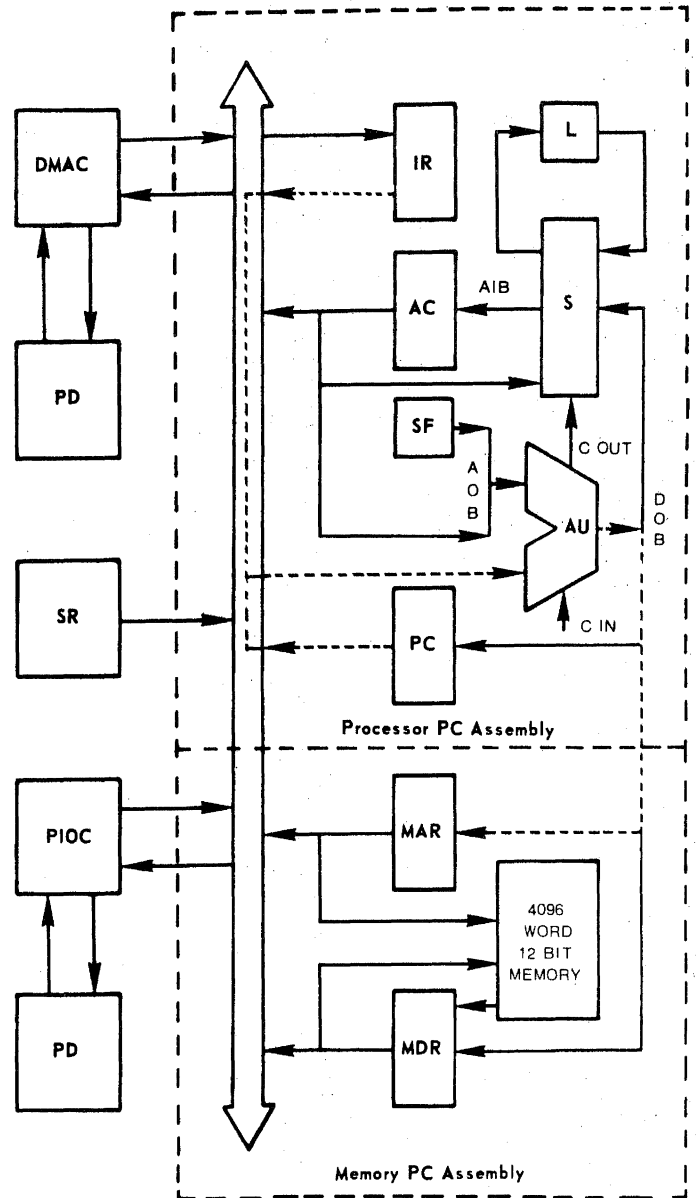 DMAC
IR
L
AC
AIB
S
PD
SF
A
O
B
C OUT
AU
D
O
B
SR
PC
C IN
Processor PC Assembly
PIOC
MAR
4096
WORD
12 BIT
MEMORY
PD
MDR
Memory PC Assembly